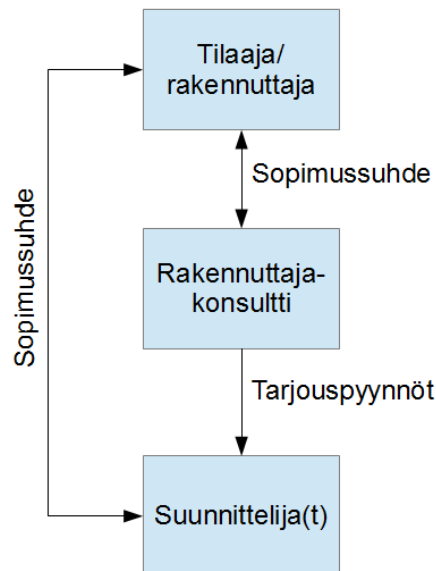 Tilaaja/
rakennuttaja
Sopimussuhde
Sopimussuhde
Rakennuttaja-
konsultti
Tarjouspyynnöt
Suunnittelija(t)